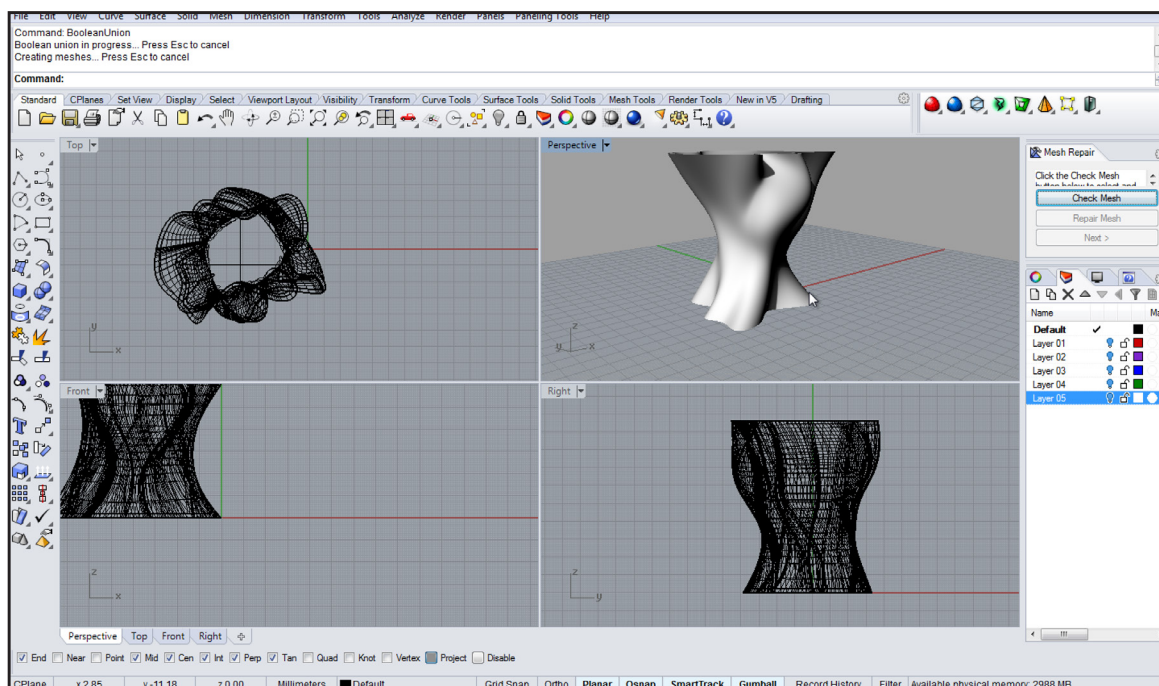 File Edit View Curve Surface Solid Mesh Dimension Transform Tools Analyze Render Panels Paneling Tools Help
Command: BooleanUnion
Boolean union in progress... Press Esc to cancel
Creating meshes... Press Esc to cancel
Command:
Standard CPlanes Set View Display Select Viewport Layout Visibility Transform Curve Tools Surface Tools Solid Tools Mesh Tools Render Tools New in V5 Drafting
Top
Perspective
Mesh Repair
Click the Check Mesh
button below to select and
Check Mesh
Repair Mesh
Next >
Name Ma
Default
Layer 01
Layer 02
Layer 03
Layer 04
Layer 05
y
x
z
y
x
Front
Right
z
x
z
y
Perspective Top Front Right
End Near Point Mid Cen Int Perp Tan Quad Knot Vertex Project Disable
CPlane x 2.85 y -11.18 z 0.00 Millimeters Default Grid Snap Ortho Planar Osnap SmartTrack Gumball Record History Filter Available physical memory: 2988 MB